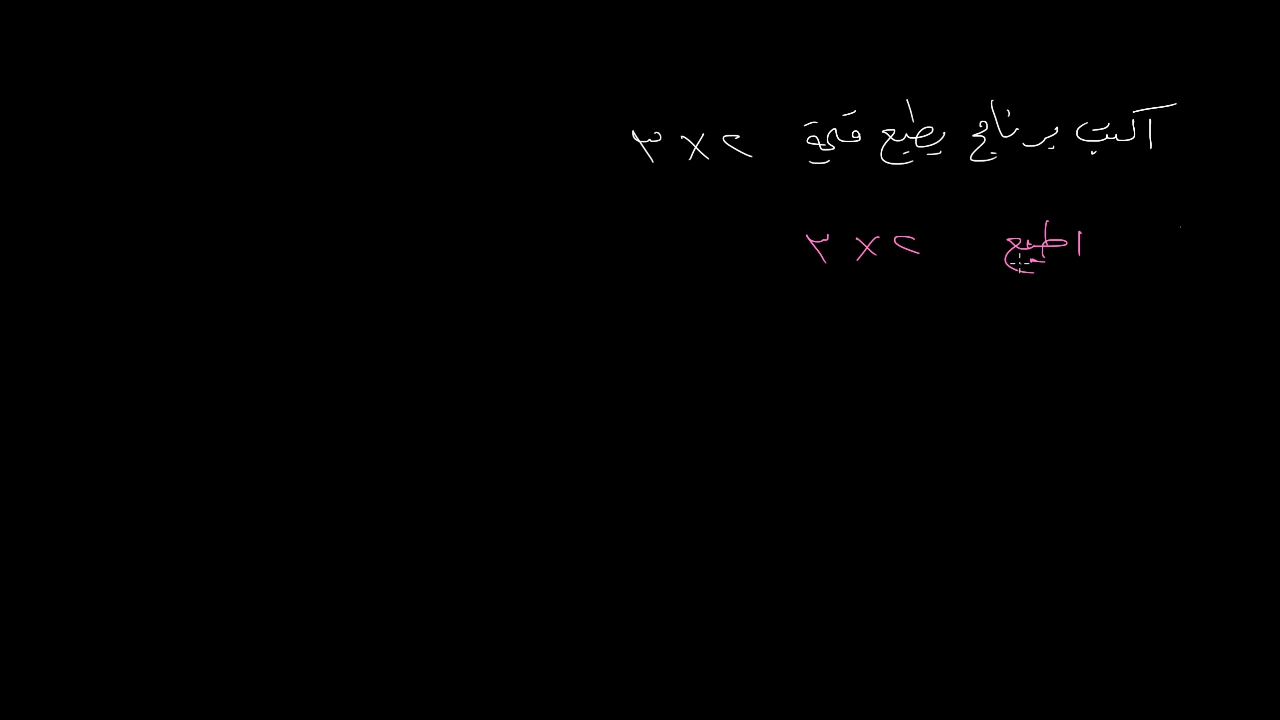 اكتب برنامج يطبع قيمة ٢ × ٣
اطبع ٢ × ٣